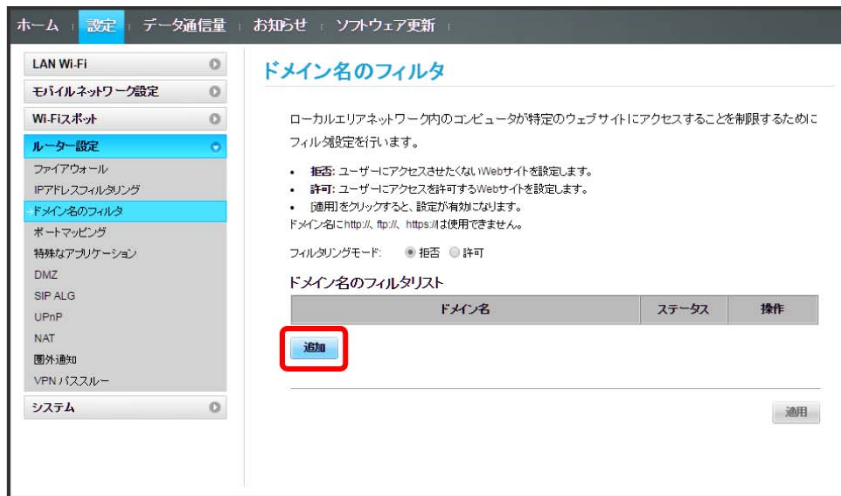 ホーム 設定 データ通信量 お知らせ ソフトウェア更新
LAN Wi-Fi
モバイルネットワーク設定
Wi-Fiスポット
ルーター設定
ファイアウォール
IPアドレスフィルタリング
ドメイン名のフィルタ
ポートマッピング
特殊なアプリケーション
DMZ
SIP ALG
UPnP
NAT
圏外通知
VPN パススルー
システム
ドメイン名のフィルタ
ローカルエリアネットワーク内のコンピュータが特定のウェブサイトにアクセスすることを制限するために
フィルタ設定を行います。
• 拒否: ユーザーにアクセスさせたくないWebサイトを設定します。
• 許可: ユーザーにアクセスを許可するWebサイトを設定します。
• [適用]をクリックすると、設定が有効になります。
ドメイン名にhttp://、ftp://、https://は使用できません。
フィルタリングモード: 拒否 許可
ドメイン名のフィルタリスト
ドメイン名 ステータス 操作
追加
適用